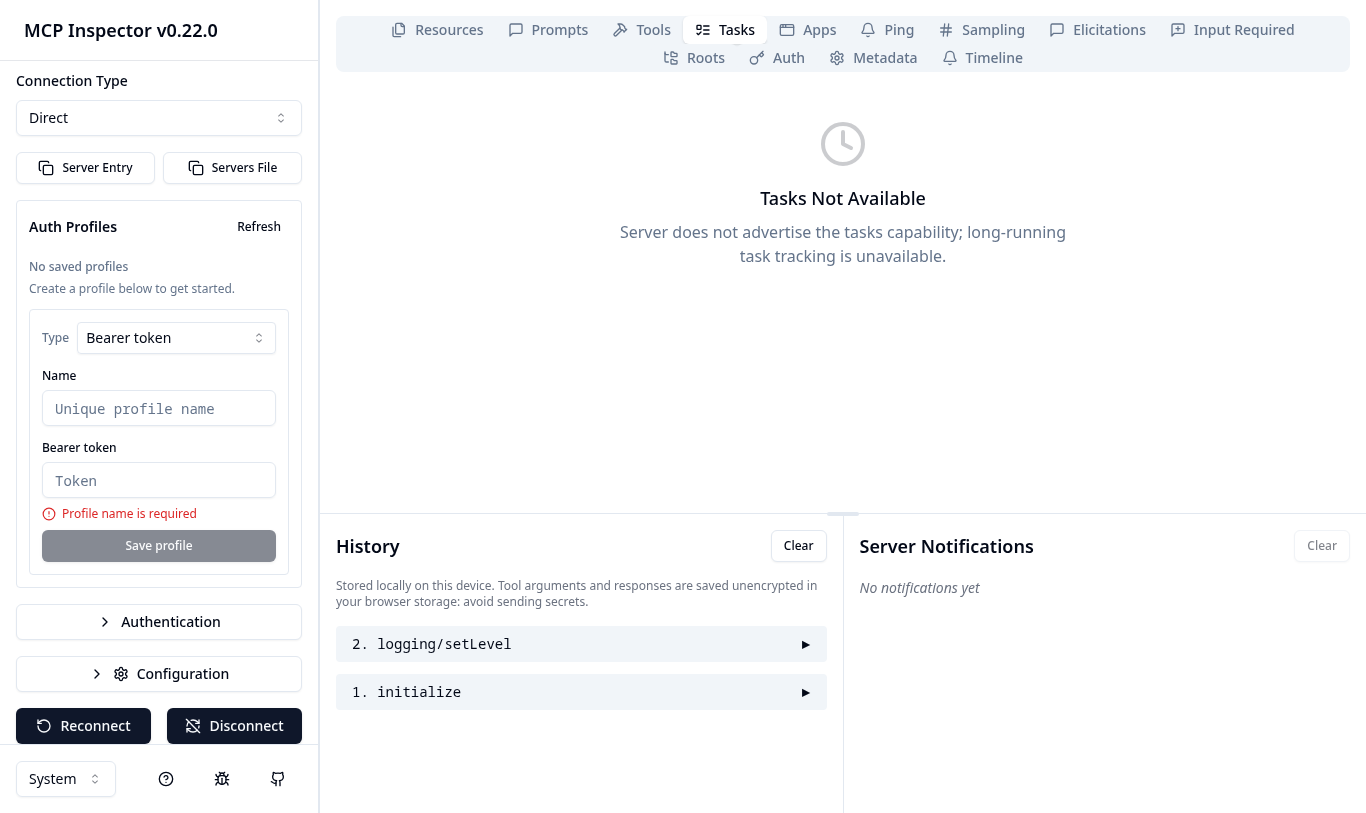 MCP Inspector v0.22.0
Connection Type
Direct
Server Entry
Servers File
Auth Profiles
Refresh
No saved profiles
Create a profile below to get started.
Type
Bearer token
Name
Unique profile name
Bearer token
Token
Profile name is required
Save profile
Authentication
Configuration
Reconnect
Disconnect
System
Resources Prompts Tools Tasks Apps Ping Sampling Elicitations Input Required
Roots Auth Metadata Timeline
Tasks Not Available
Server does not advertise the tasks capability; long-running
task tracking is unavailable.
History
Clear
Stored locally on this device. Tool arguments and responses are saved unencrypted in
your browser storage: avoid sending secrets.
2. logging/setLevel
1. initialize
Server Notifications
Clear
No notifications yet